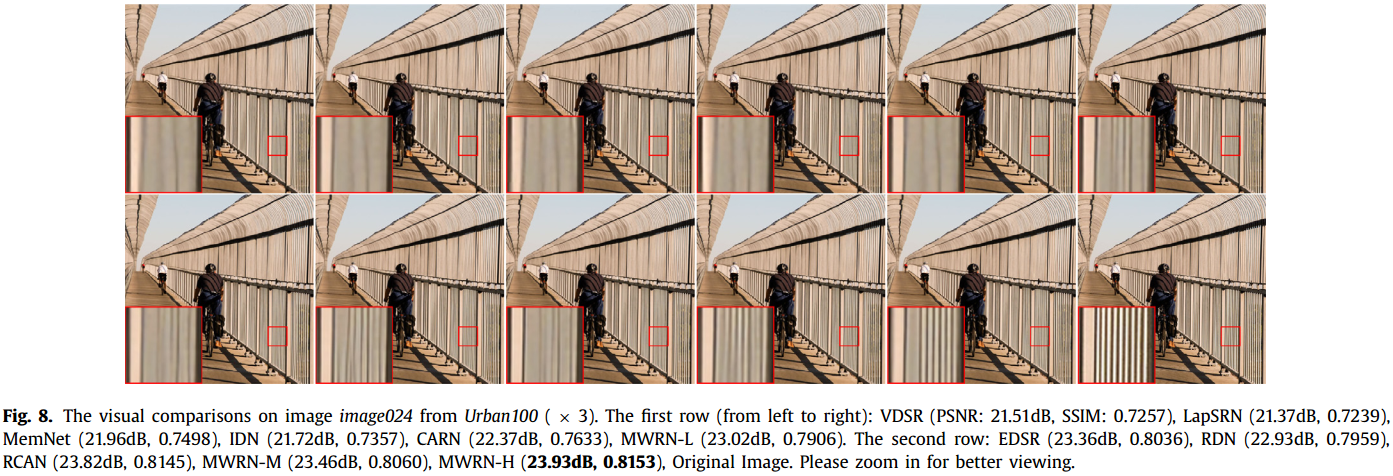 Fig. 8. The visual comparisons on image image024 from Urban100 ( × 3). The first row (from left to right): VDSR (PSNR: 21.51dB, SSIM: 0.7257), LapSRN (21.37dB, 0.7239),
MemNet (21.96dB, 0.7498), IDN (21.72dB, 0.7357), CARN (22.37dB, 0.7633), MWRN-L (23.02dB, 0.7906). The second row: EDSR (23.36dB, 0.8036), RDN (22.93dB, 0.7959),
RCAN (23.82dB, 0.8145), MWRN-M (23.46dB, 0.8060), MWRN-H (23.93dB, 0.8153), Original Image. Please zoom in for better viewing.